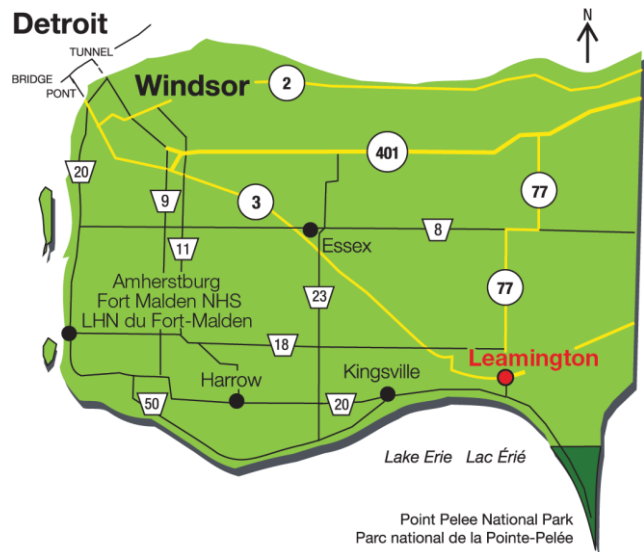 Detroit
N
TUNNEL
BRIDGE
PONT
Windsor
2
401
20
3
77
9
8
11
Essex
Amherstburg
Fort Malden NHS
LHN du Fort-Malden
23
77
18
Leamington
Harrow
Kingsville
50
20
Lake Erie Lac Érié
Point Pelee National Park
Parc national de la Pointe-Pelée